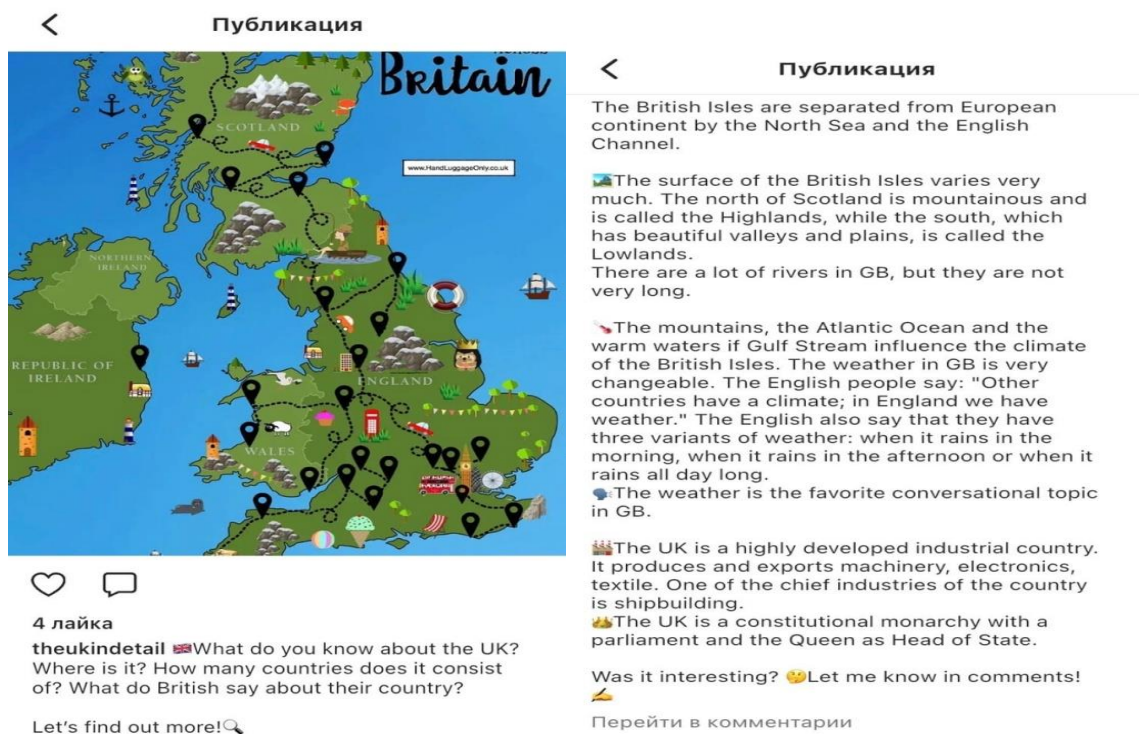 Публикация
Britain
www.HandLuggageOnly.co.uk
SCOTLAND
NORTHERN
IRELAND
REPUBLIC OF
IRELAND
ENGLAND
WALES
4 лайка
theukindetail 🇬🇧What do you know about the UK?
Where is it? How many countries does it consist
of? What do British say about their country?
Let's find out more!🔍
Публикация
The British Isles are separated from European
continent by the North Sea and the English
Channel.
🏞The surface of the British Isles varies very
much. The north of Scotland is mountainous and
is called the Highlands, while the south, which
has beautiful valleys and plains, is called the
Lowlands.
There are a lot of rivers in GB, but they are not
very long.
🌡The mountains, the Atlantic Ocean and the
warm waters if Gulf Stream influence the climate
of the British Isles. The weather in GB is very
changeable. The English people say: "Other
countries have a climate; in England we have
weather." The English also say that they have
three variants of weather: when it rains in the
morning, when it rains in the afternoon or when it
rains all day long.
🗣The weather is the favorite conversational topic
in GB.
🏭The UK is a highly developed industrial country.
It produces and exports machinery, electronics,
textile. One of the chief industries of the country
is shipbuilding.
👑The UK is a constitutional monarchy with a
parliament and the Queen as Head of State.
Was it interesting? 🤔Let me know in comments!
✍
Перейти в комментарии